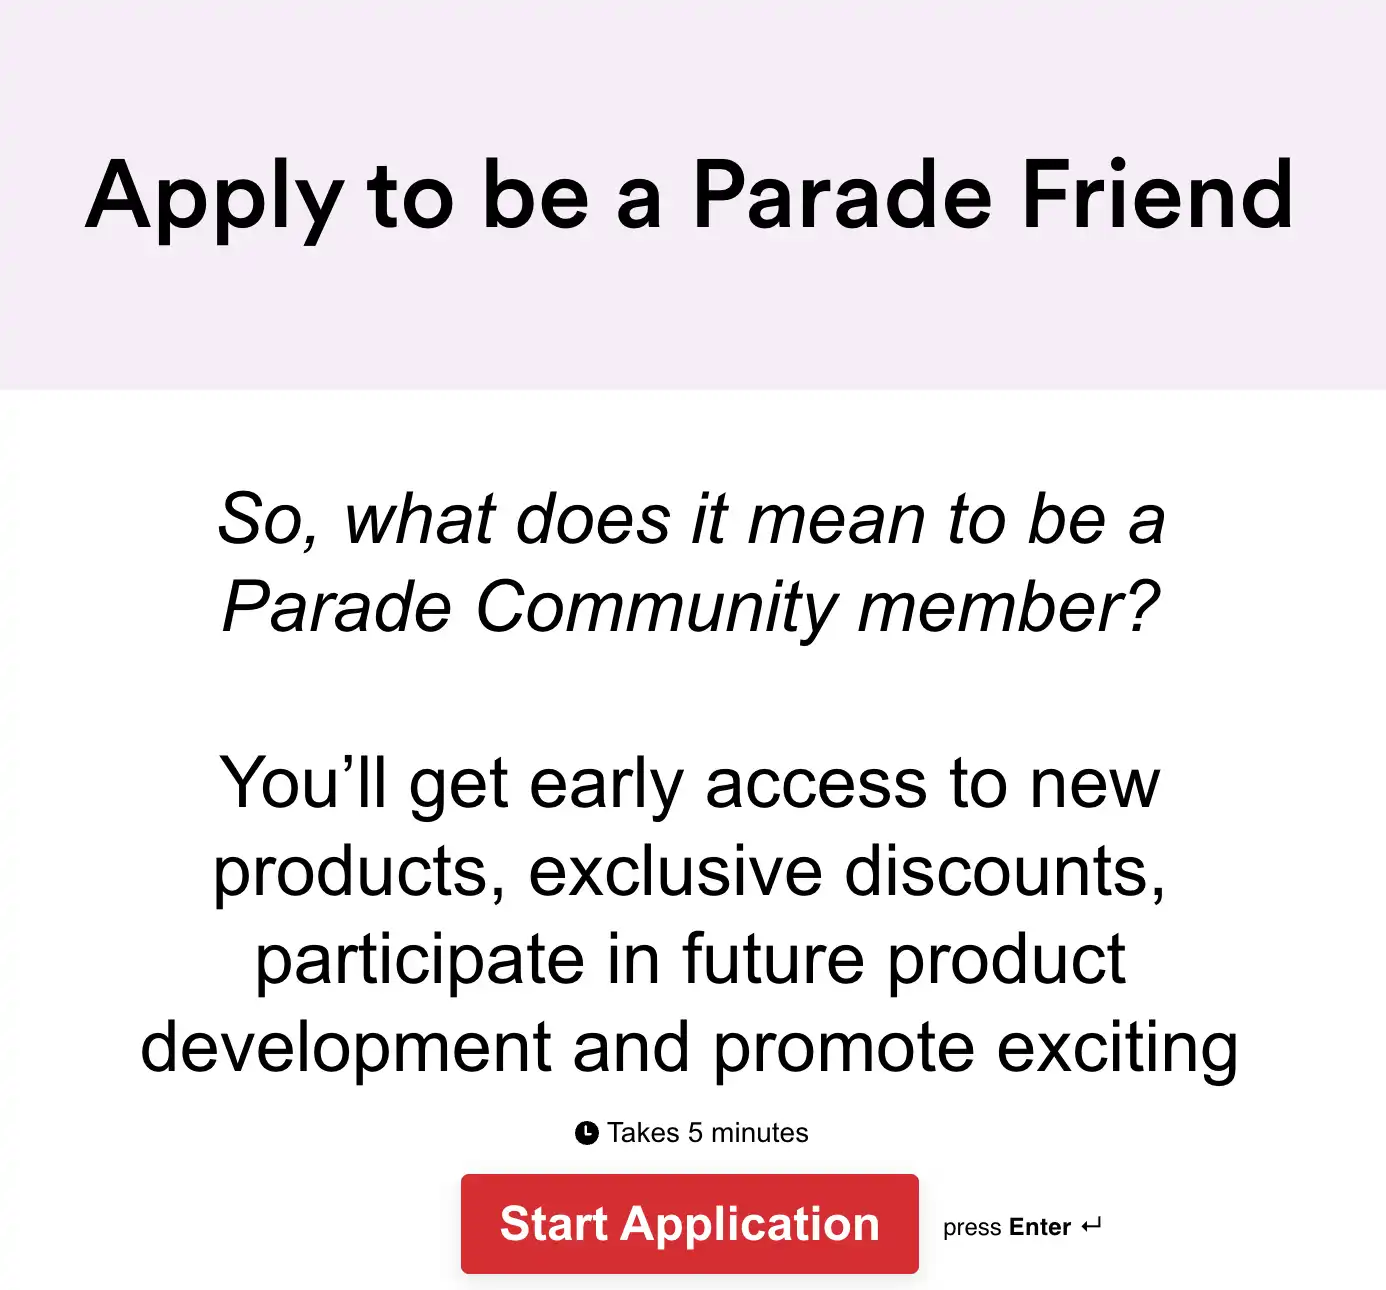 Apply to be a Parade Friend
So, what does it mean to be a
Parade Community member?
You’ll get early access to new
products, exclusive discounts,
participate in future product
development and promote exciting
Takes 5 minutes
Start Application
press Enter ↵